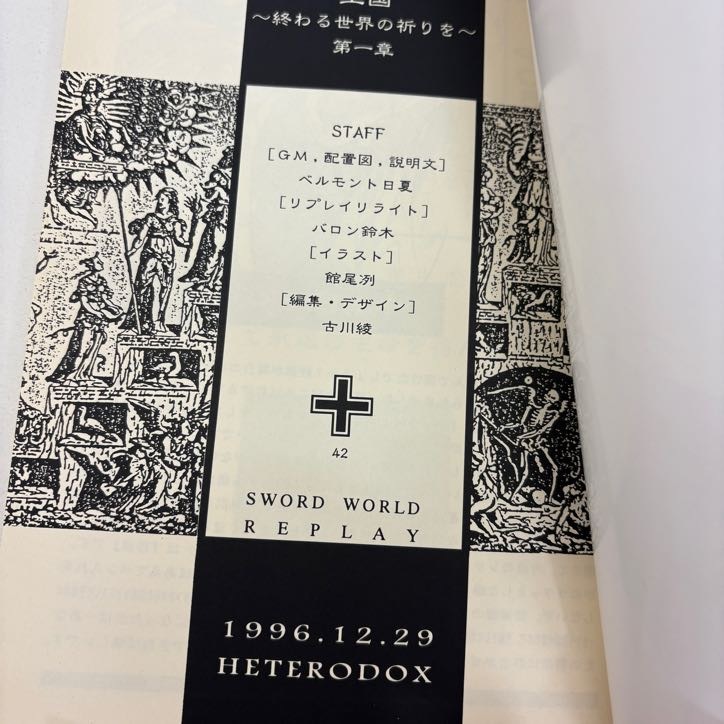 王国
～終わる世界の祈りを～
第一章
STAFF
[GM，配置図，説明文]
ベルモント日夏
[リプレイリライト]
バロン鈴木
[イラスト]
館尾冽
[編集・デザイン]
古川綾
42
SWORD WORLD
REPLAY
1996.12.29
HETERODOX